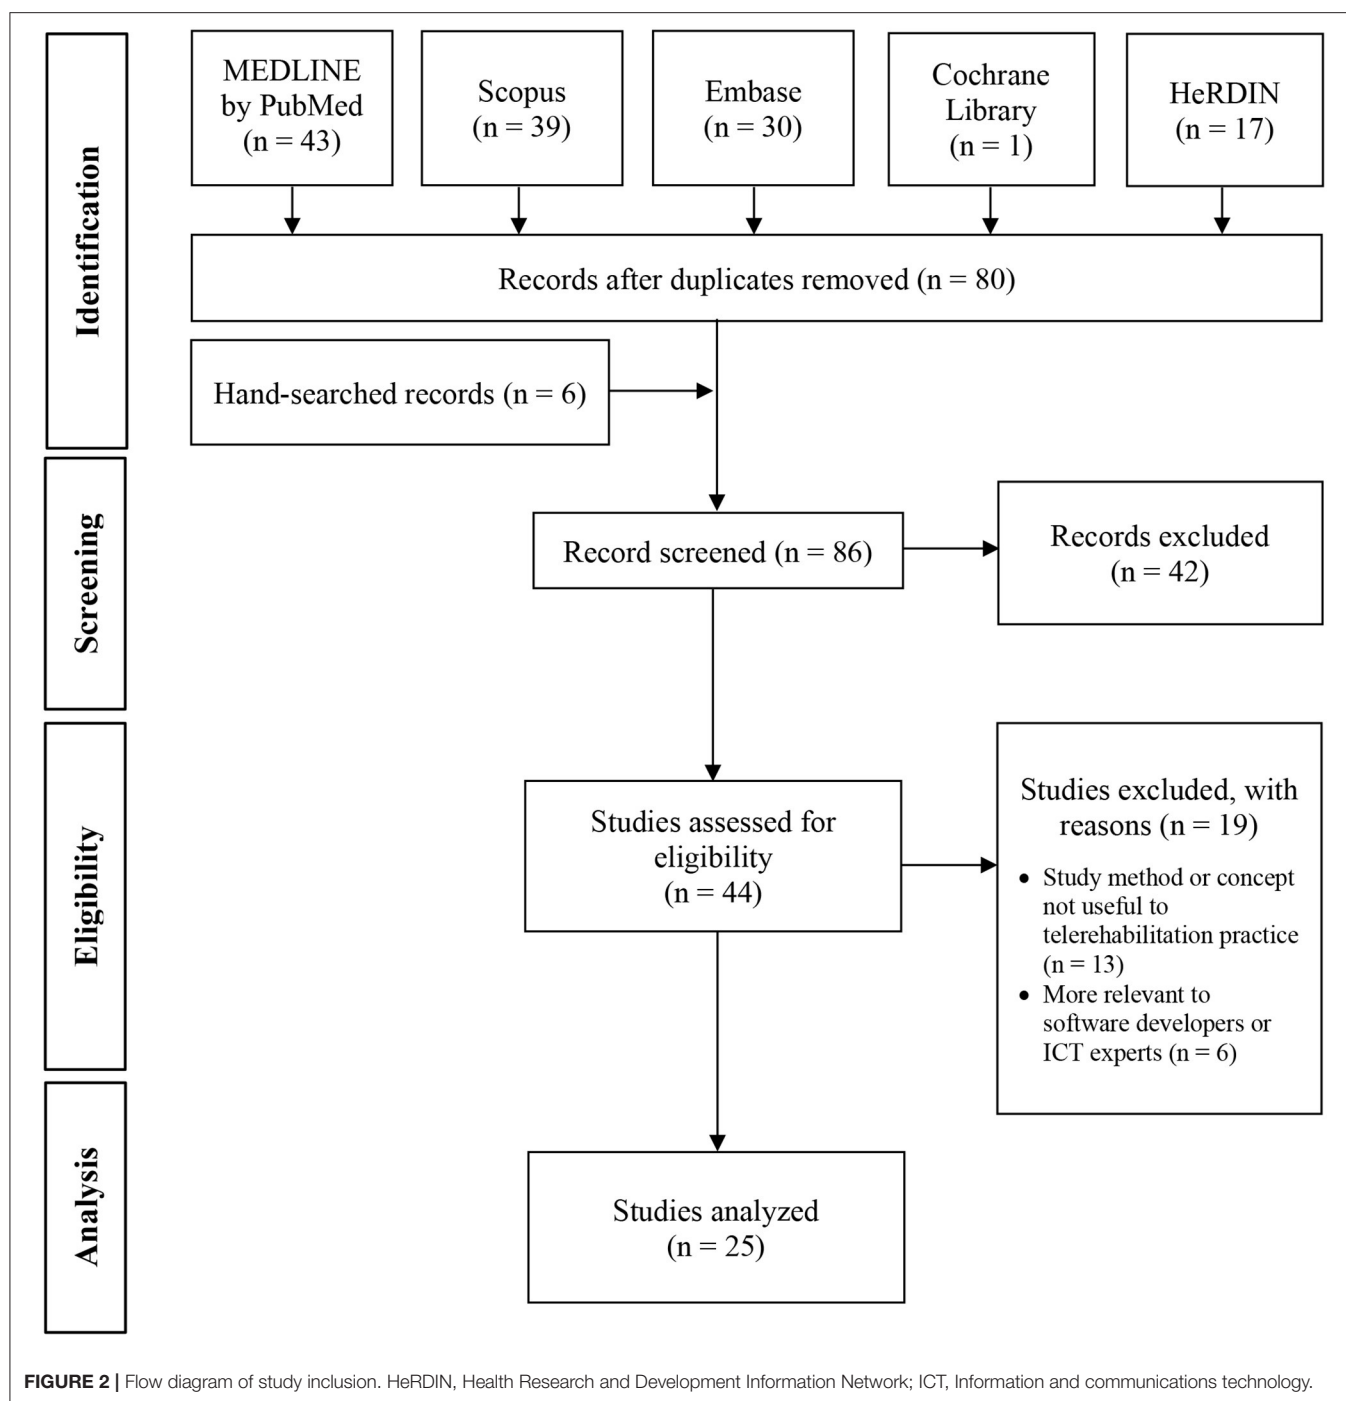 Identification
MEDLINE
by PubMed
(n = 43)
Scopus
(n = 39)
Embase
(n = 30)
Cochrane
Library
(n = 1)
HeRDIN
(n = 17)
Records after duplicates removed (n = 80)
Hand-searched records (n = 6)
Screening
Record screened (n = 86)
Records excluded
(n = 42)
Eligibility
Studies assessed for
eligibility
(n = 44)
Studies excluded, with
reasons (n = 19)
• Study method or concept
not useful to
telerehabilitation practice
(n = 13)
• More relevant to
software developers or
ICT experts (n = 6)
Analysis
Studies analyzed
(n = 25)
FIGURE 2 | Flow diagram of study inclusion. HeRDIN, Health Research and Development Information Network; ICT, Information and communications technology.